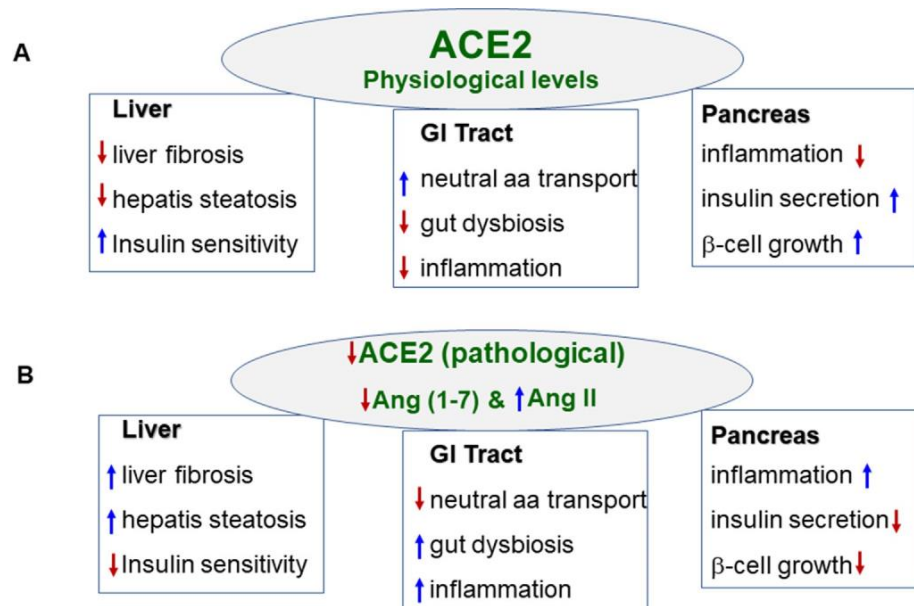 A
ACE2
Physiological levels
Liver
↓ liver fibrosis
↓ hepatis steatosis
↑ Insulin sensitivity
GI Tract
↑ neutral aa transport
↓ gut dysbiosis
↓ inflammation
Pancreas
inflammation ↓
insulin secretion ↑
β-cell growth ↑
B
↓ACE2 (pathological)
↓Ang (1-7) & ↑Ang II
Liver
↑ liver fibrosis
↑ hepatis steatosis
↓ Insulin sensitivity
GI Tract
↓ neutral aa transport
↑ gut dysbiosis
↑ inflammation
Pancreas
inflammation ↑
insulin secretion↓
β-cell growth↓